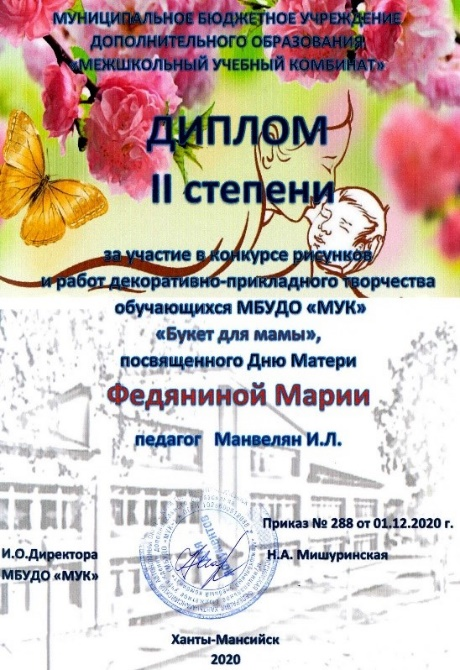 МУНИЦИПАЛЬНОЕ БЮДЖЕТНОЕ УЧРЕЖДЕНИЕ
ДОПОЛНИТЕЛЬНОГО ОБРАЗОВАНИЯ
«МЕЖШКОЛЬНЫЙ УЧЕБНЫЙ КОМБИНАТ»
ДИПЛОМ
II степени
за участие в конкурсе рисунков
и работ декоративно-прикладного творчества
обучающихся МБУДО «МУК»
«Букет для мамы»,
посвященного Дню Матери
Федяниной Марии
педагог Манвелян И.Л.
Приказ № 288 от 01.12.2020 г.
И.О.Директора
МБУДО «МУК»
Н.А. Мишуринская
Ханты-Мансийск
2020